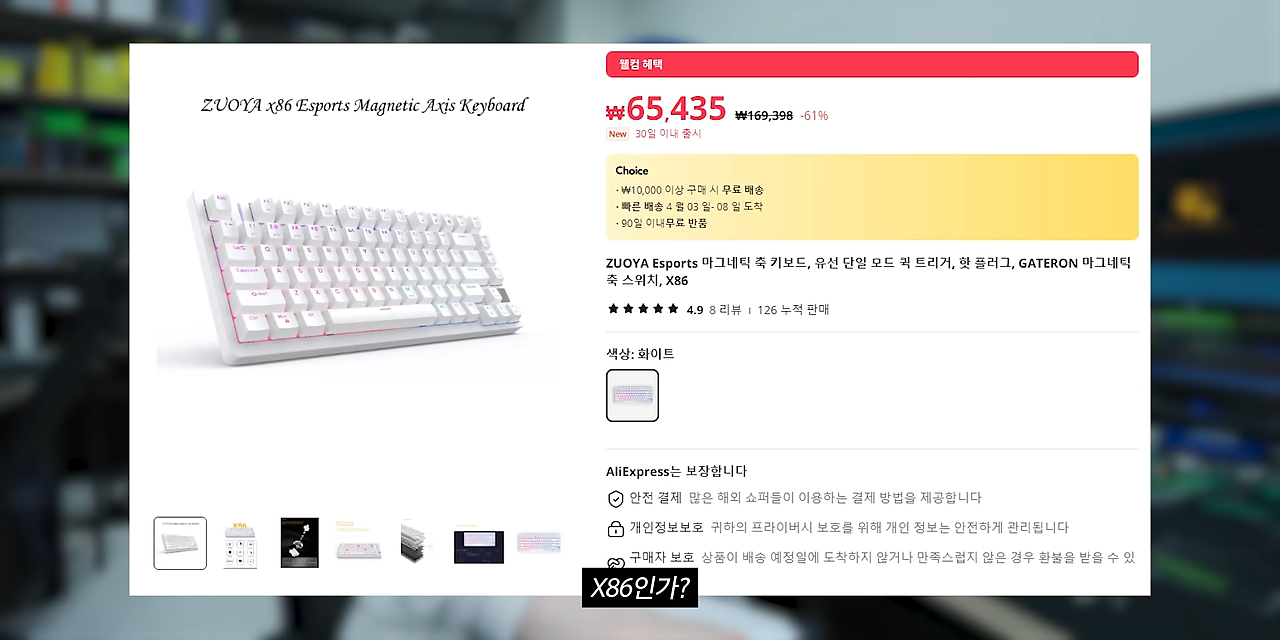 웰컴 혜택
ZUOYA x86 Esports Magnetic Axis Keyboard
₩65,435 ₩169,398 -61%
New 30일 이내 출시
Choice
· ₩10,000 이상 구매 시 무료 배송
· 빠른 배송 4 월 03 일- 08 일 도착
· 90일 이내무료 반품
ZUOYA Esports 마그네틱 축 키보드, 유선 단일 모드 퀵 트리거, 핫 플러그, GATERON 마그네틱
축 스위치, X86
4.9 8 리뷰 ı 126 누적 판매
색상: 화이트
AliExpress는 보장합니다
안전 결제 많은 해외 쇼퍼들이 이용하는 결제 방법을 제공합니다
개인정보보호 귀하의 프라이버시 보호를 위해 개인 정보는 안전하게 관리됩니다
구매자 보호 상품이 배송 예정일에 도착하지 않거나 만족스럽지 않은 경우 환불을 받을 수 있
X86인가?